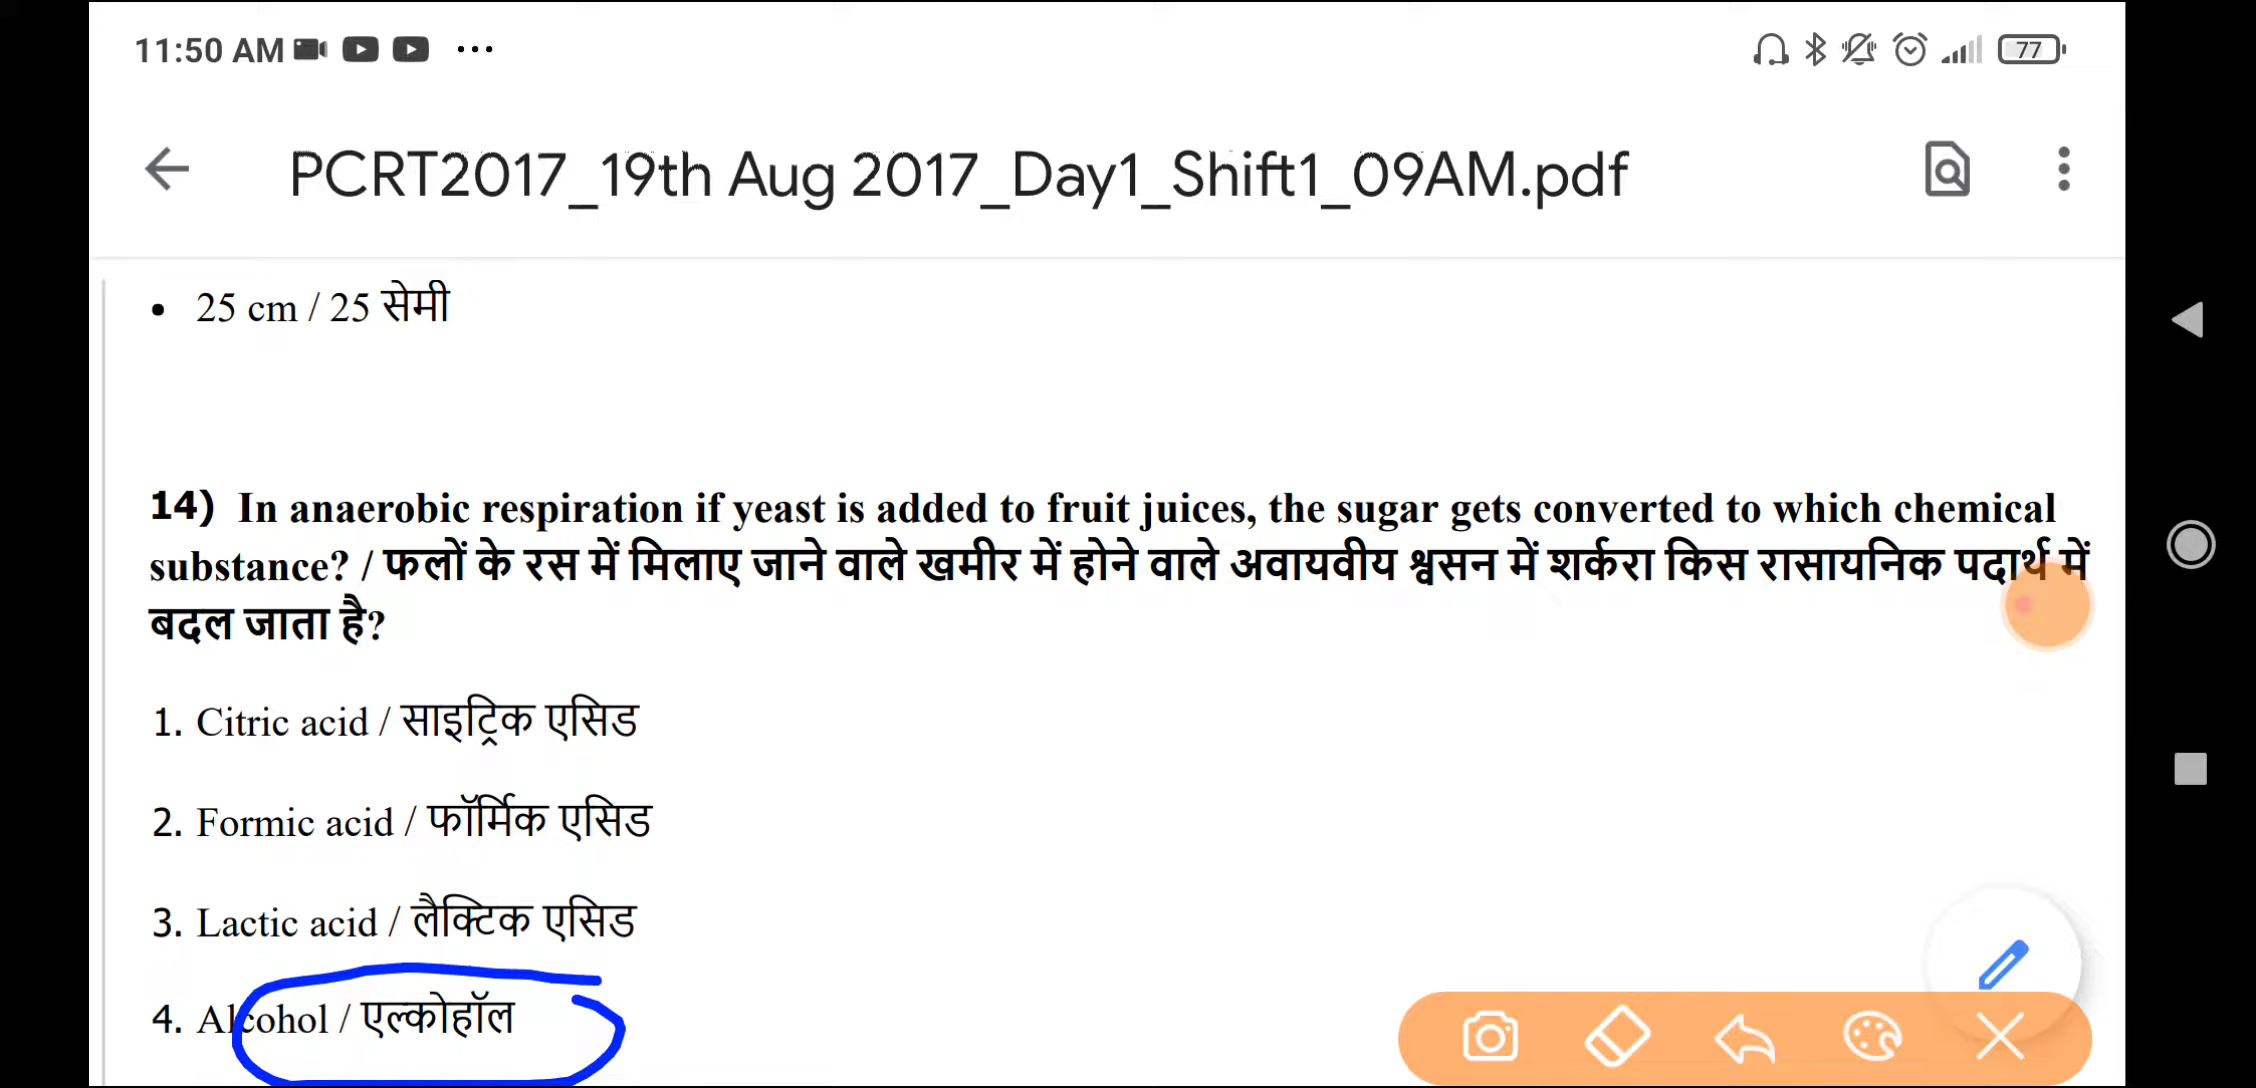 11:50 AM
77
PCRT2017_19th Aug 2017_Day1_Shift1_09AM.pdf
• 25 cm / 25 सेमी
14) In anaerobic respiration if yeast is added to fruit juices, the sugar gets converted to which chemical
substance? / फलों के रस में मिलाए जाने वाले खमीर में होने वाले अवायवीय श्वसन में शर्करा किस रासायनिक पदार्थ में
बदल जाता है?
1. Citric acid / साइट्रिक एसिड
2. Formic acid / फॉर्मिक एसिड
3. Lactic acid / लैक्टिक एसिड
4. Alcohol / एल्कोहॉल